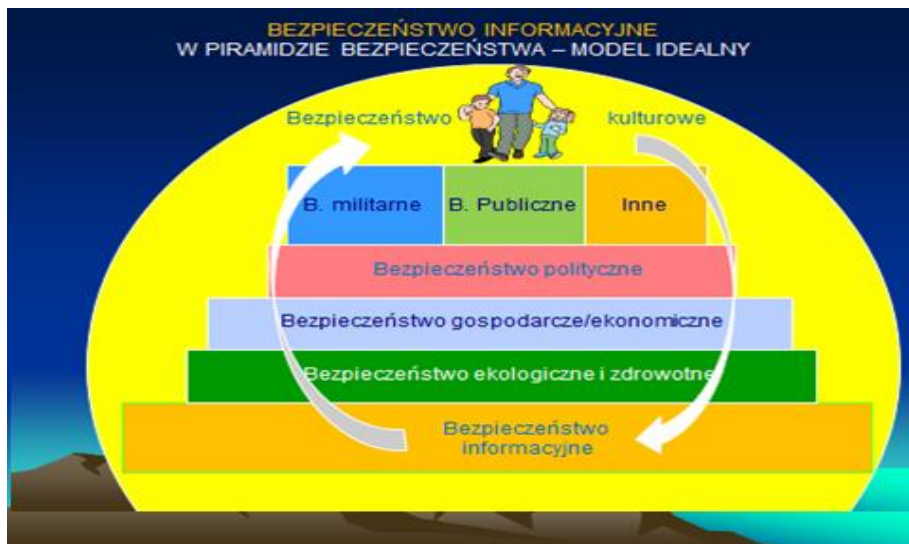 BEZPIECZEŃSTWO INFORMACYJNE
W PIRAMIDZIE BEZPIECZEŃSTWA – MODEL IDEALNY
Bezpieczeństwo kulturowe
B. militarne B. Publiczne Inne
Bezpieczeństwo polityczne
Bezpieczeństwo gospodarcze/ekonomiczne
Bezpieczeństwo ekologiczne i zdrowotne
Bezpieczeństwo
informacyjne